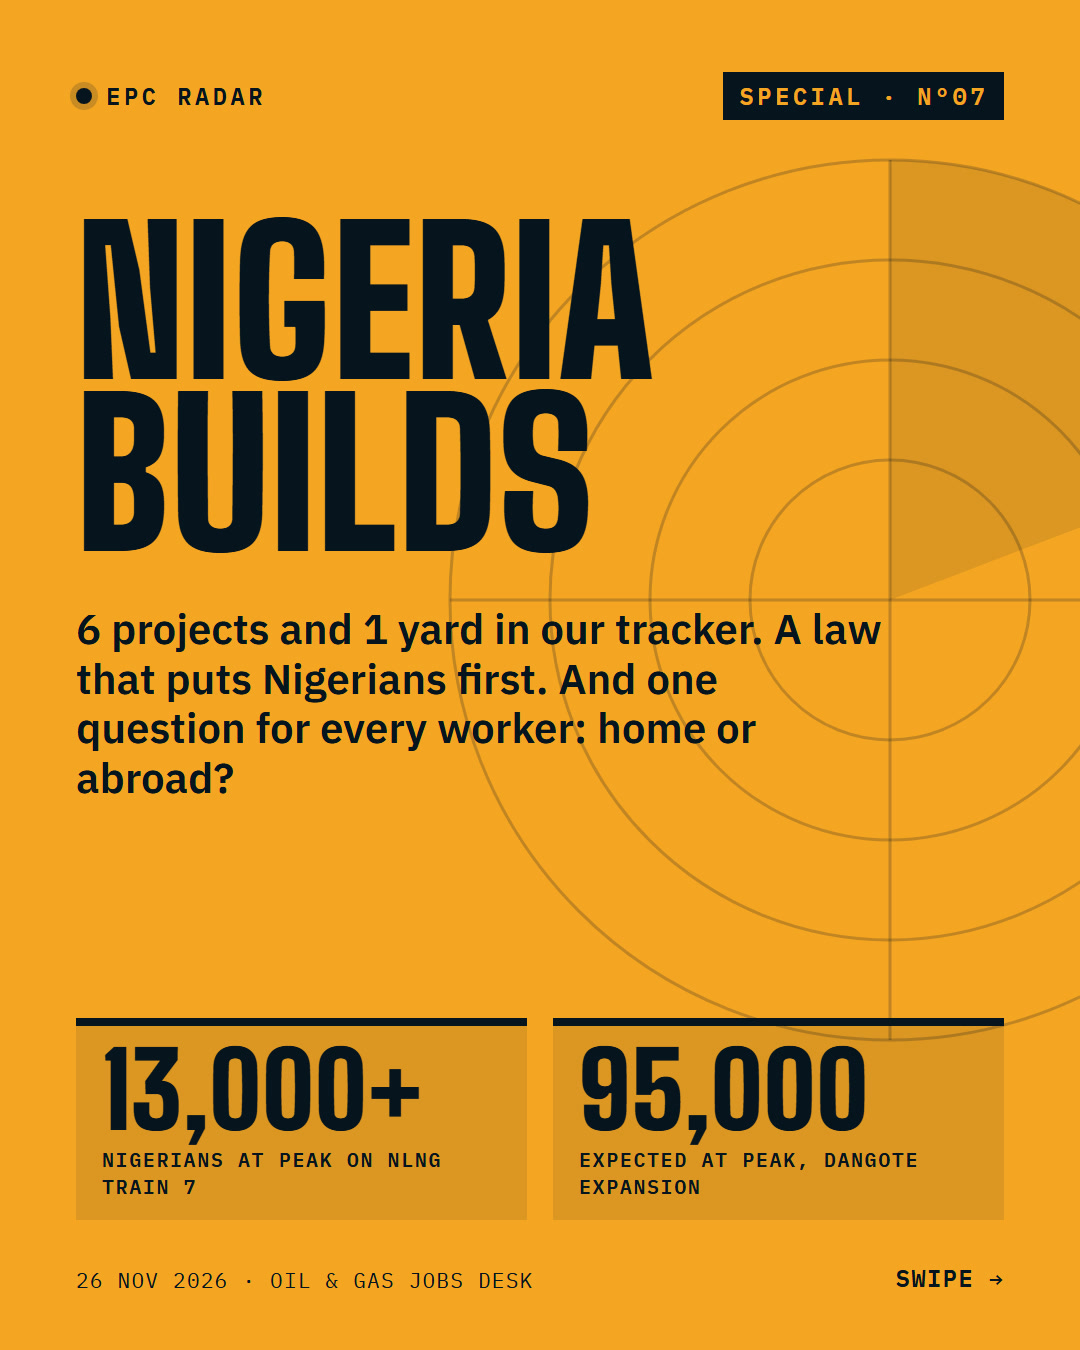 EPC RADAR
SPECIAL · N°07
NIGERIA
BUILDS
6 projects and 1 yard in our tracker. A law
that puts Nigerians first. And one
question for every worker: home or
abroad?
13,000+
NIGERIANS AT PEAK ON NLNG
TRAIN 7
95,000
EXPECTED AT PEAK, DANGOTE
EXPANSION
26 NOV 2026 · OIL & GAS JOBS DESK
SWIPE →